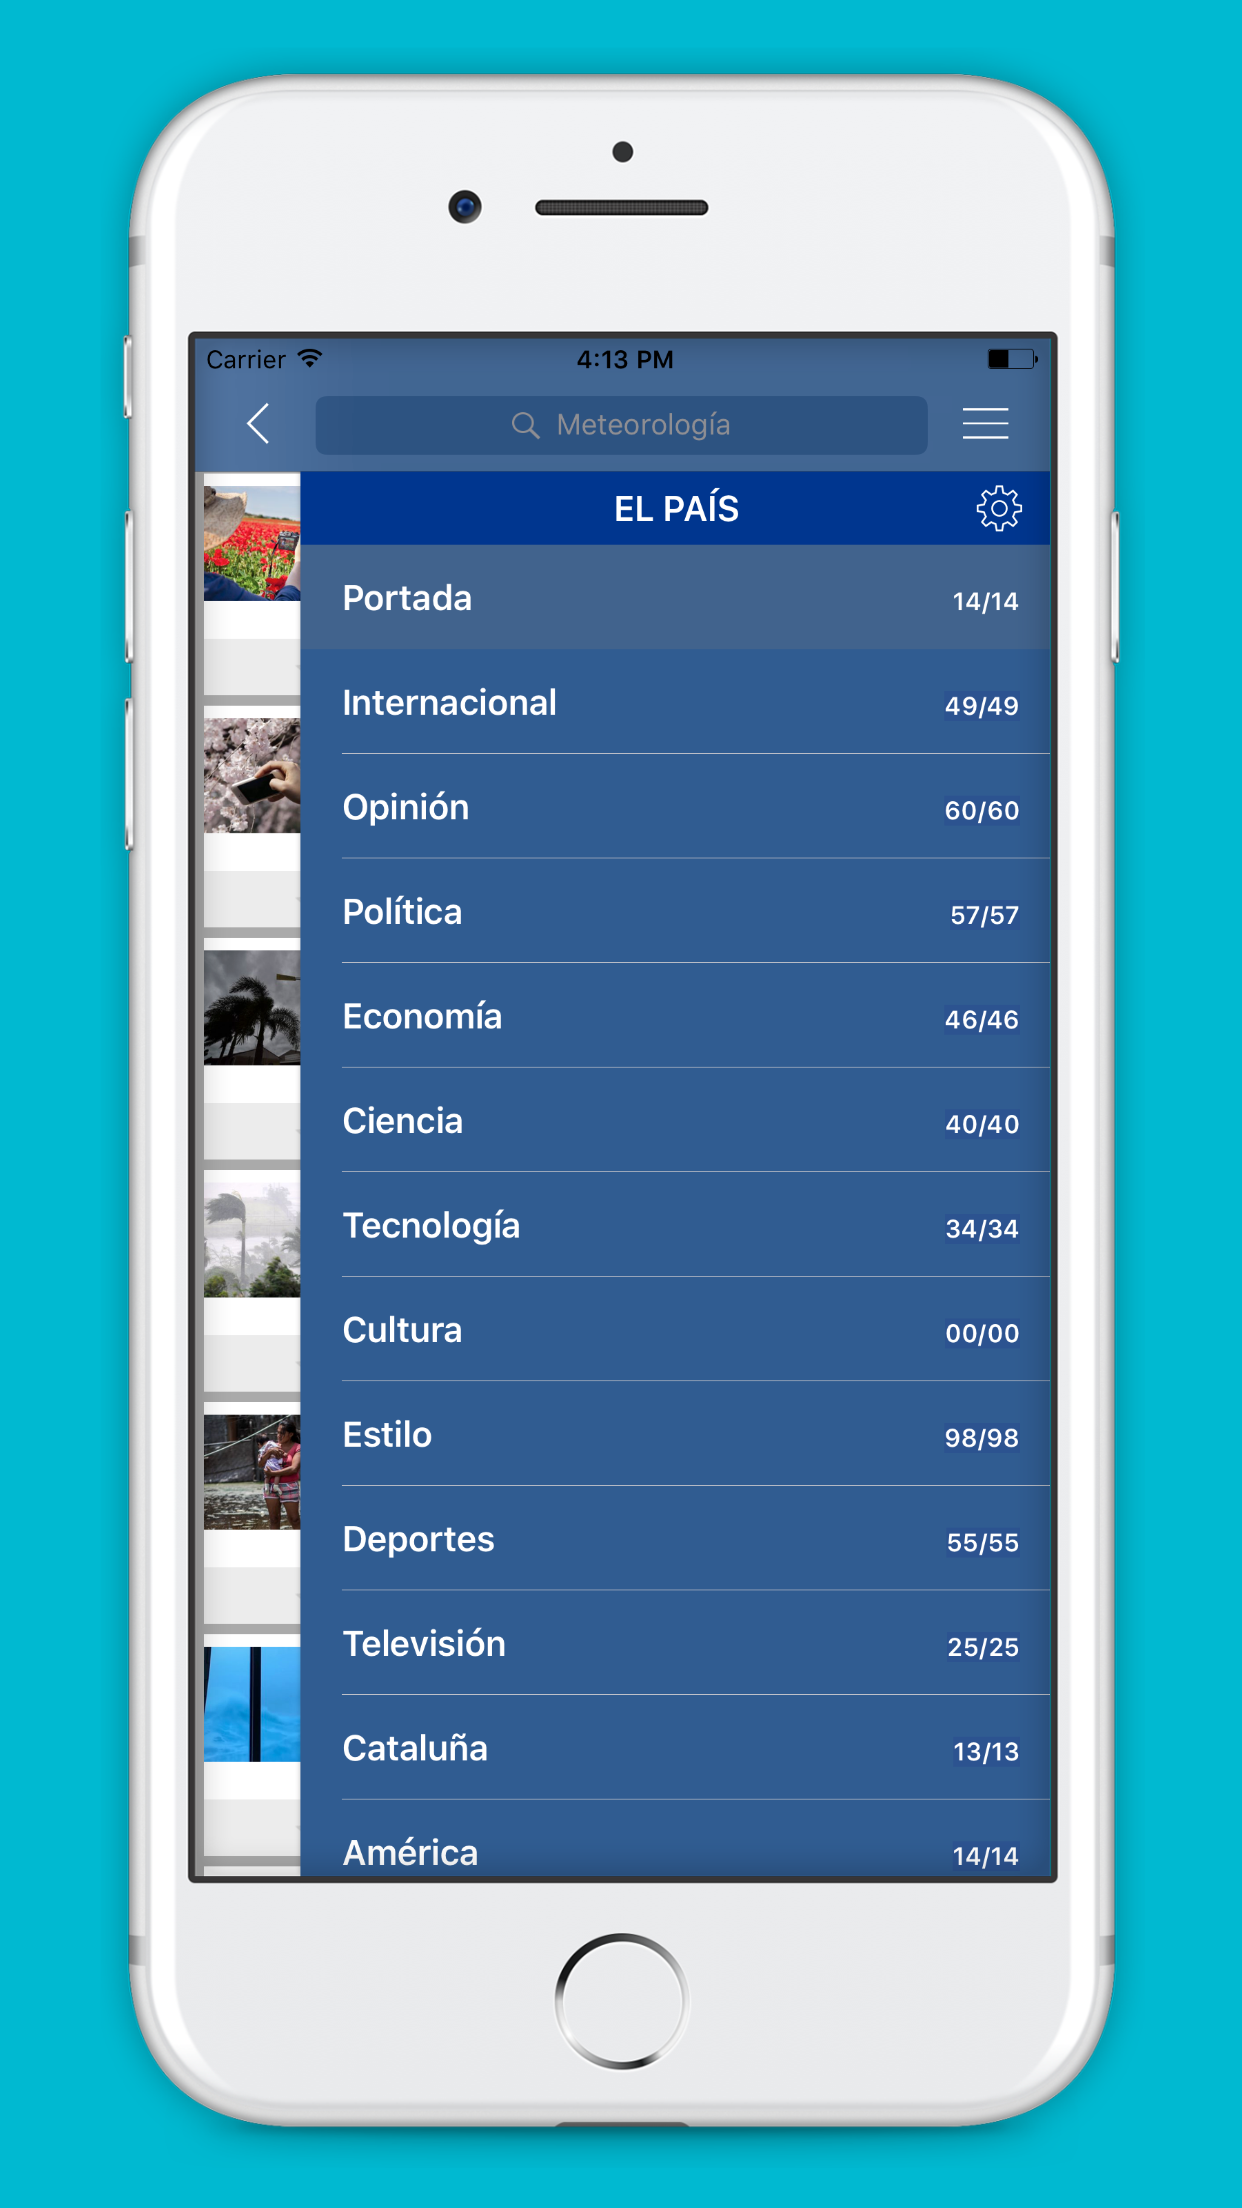 Carrier 4:13 PM
Meteorología
EL PAÍS
Portada 14/14
Internacional 49/49
Opinión 60/60
Política 57/57
Economía 46/46
Ciencia 40/40
Tecnología 34/34
Cultura 00/00
Estilo 98/98
Deportes 55/55
Televisión 25/25
Cataluña 13/13
América 14/14